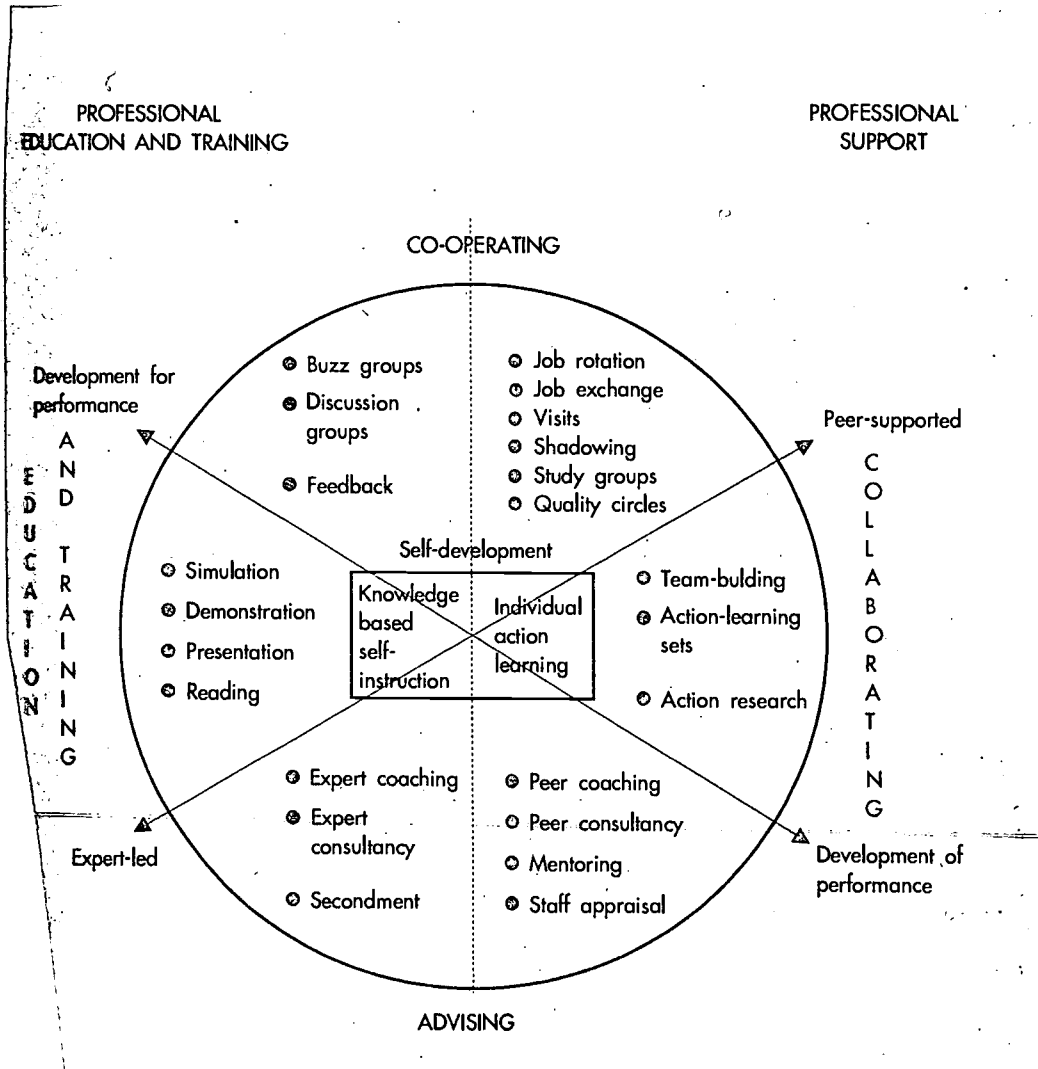 PROFESSIONAL
EDUCATION AND TRAINING
PROFESSIONAL
SUPPORT
CO-OPERATING
Development for
performance
EDUCATION
AND TRAINING
Buzz groups
Discussion
groups
Feedback
Job rotation
Job exchange
Visits
Shadowing
Study groups
Quality circles
Peer-supported
COLLABORATING
Simulation
Demonstration
Presentation
Reading
Self-development
Knowledge
based
self-
instruction
Individual
action
learning
Team-bulding
Action-learning
sets
Action research
Expert coaching
Expert
consultancy
Secondment
Peer coaching
Peer consultancy
Mentoring
Staff appraisal
Expert-led
Development of
performance
ADVISING